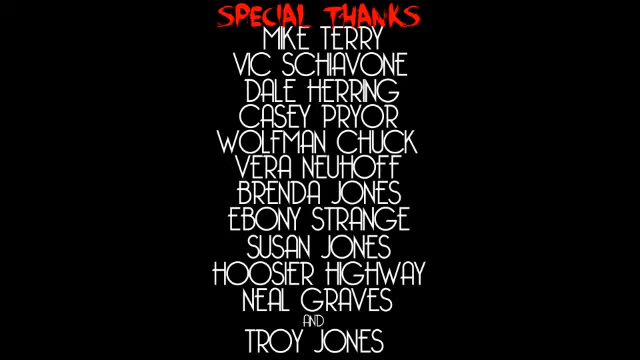 SPECIAL THANKS
MIKE TERRY
VIC SCHIAVONE
DALE HERRING
CASEY PRYOR
WOLFMAN CHUCK
VERA NEUHOFF
BRENDA JONES
EBONY STRANGE
SUSAN JONES
HOOSIER HIGHWAY
NEAL GRAVES
AND
TROY JONES